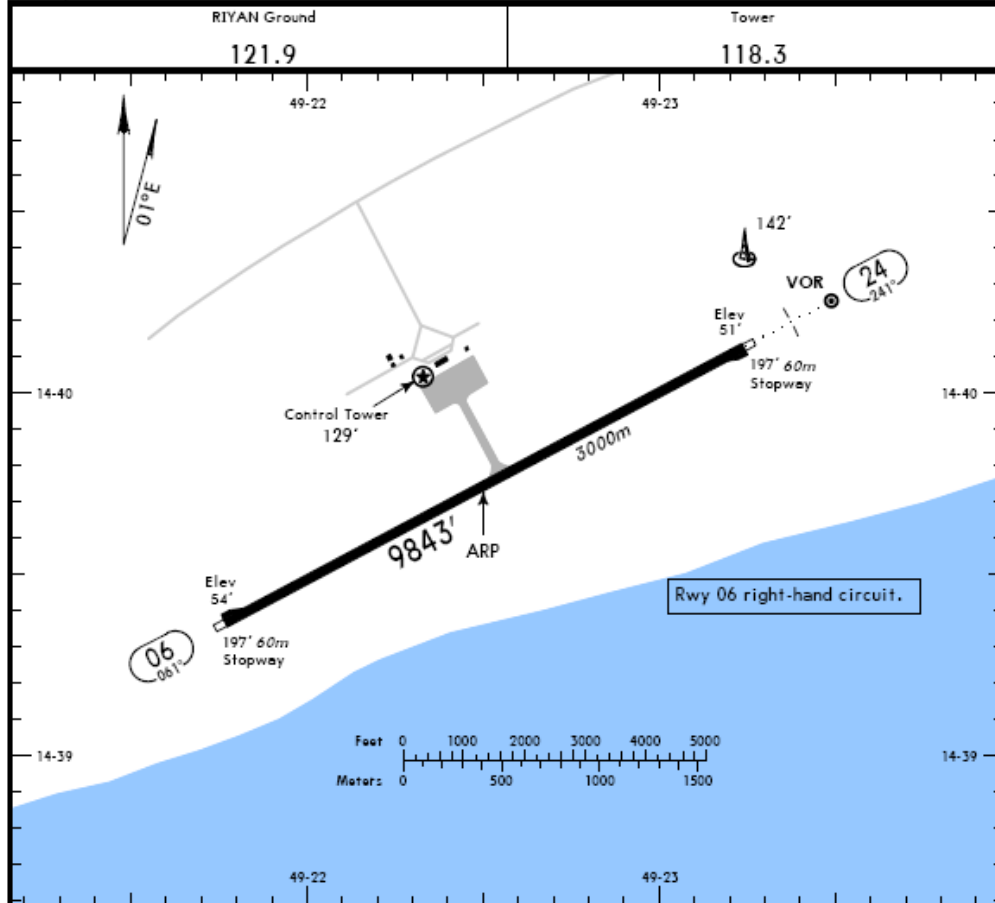 RIYAN Ground
121.9
Tower
118.3
49-22
49-23
01°E
142'
VOR
24
241°
Elev
51'
197' 60m
Stopway
14-40
14-40
Control Tower
129'
3000m
9843'
ARP
Elev
54'
Rwy 06 right-hand circuit.
197' 60m
Stopway
06
061°
Feet 0 1000 2000 3000 4000 5000
Meters 0 500 1000 1500
14-39
14-39
49-22
49-23